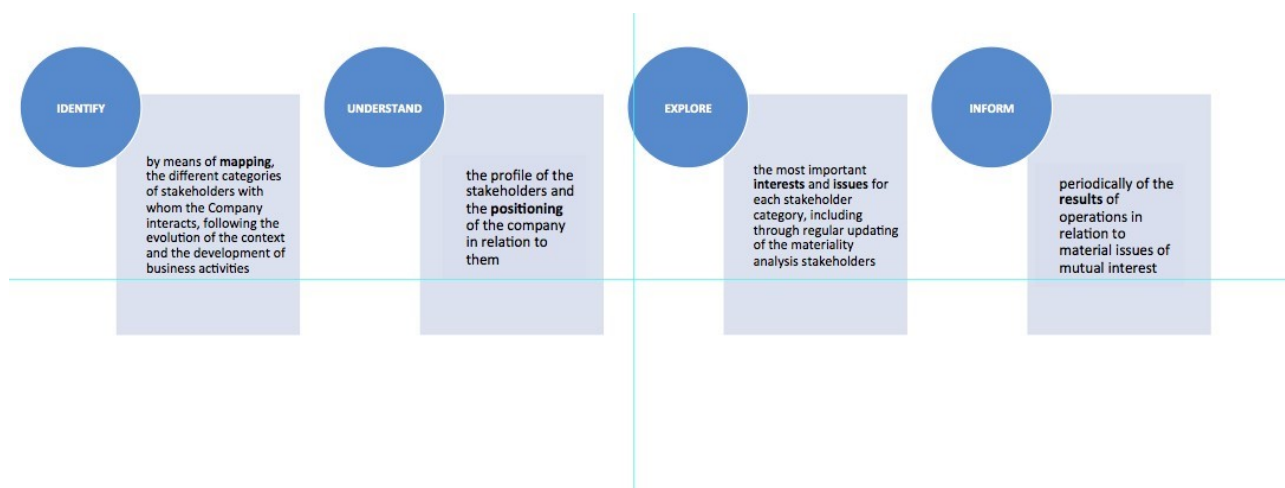 IDENTIFY
by means of mapping,
the different categories
of stakeholders with
whom the Company
interacts, following the
evolution of the context
and the development of
business activities
UNDERSTAND
the profile of the
stakeholders and
the positioning
of the company
in relation to
them
EXPLORE
the most important
interests and issues for
each stakeholder
category, including
through regular updating
of the materiality
analysis stakeholders
INFORM
periodically of the
results of
operations in
relation to
material issues of
mutual interest